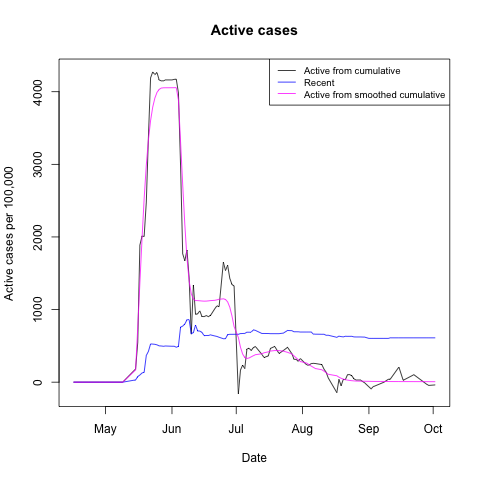 Active cases
Active from cumulative
Recent
Active from smoothed cumulative
Active cases per 100,000
4000
3000
2000
1000
0
May Jun Jul Aug Sep Oct
Date